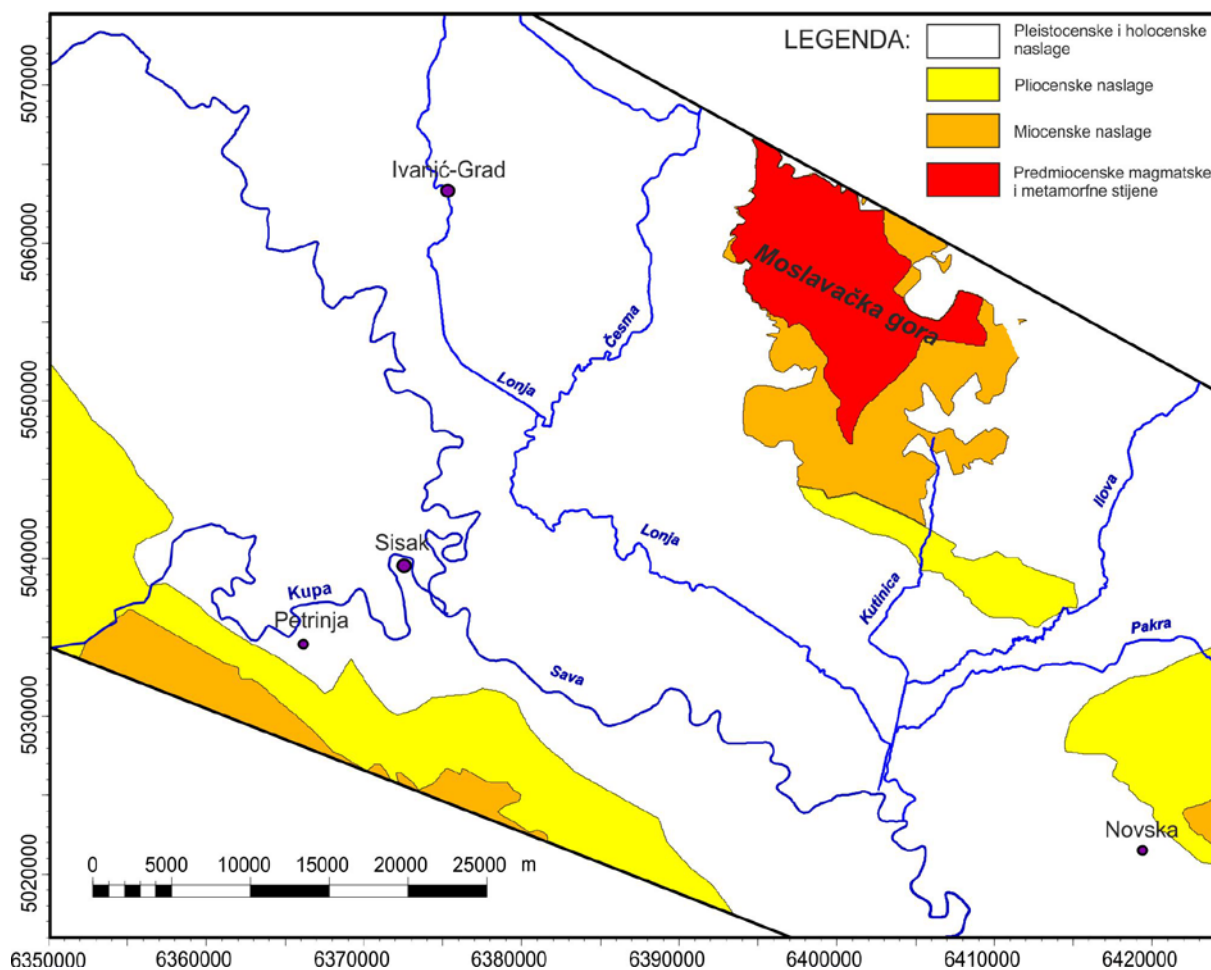 LEGENDA:
Pleistocenske i holocenske
naslage
Pliocenske naslage
Miocenske naslage
Predmiocenske magmatske
i metamorfne stijene
5070000
5060000
5050000
5040000
5030000
5020000
Ivanić-Grad
Moslavačka gora
Česma
Lonja
Ilova
Sisak
Lonja
Kupa
Petrinja
Kutinica
Pakra
Sava
Novska
0 5000 10000 15000 20000 25000 m
6350000 6360000 6370000 6380000 6390000 6400000 6410000 6420000